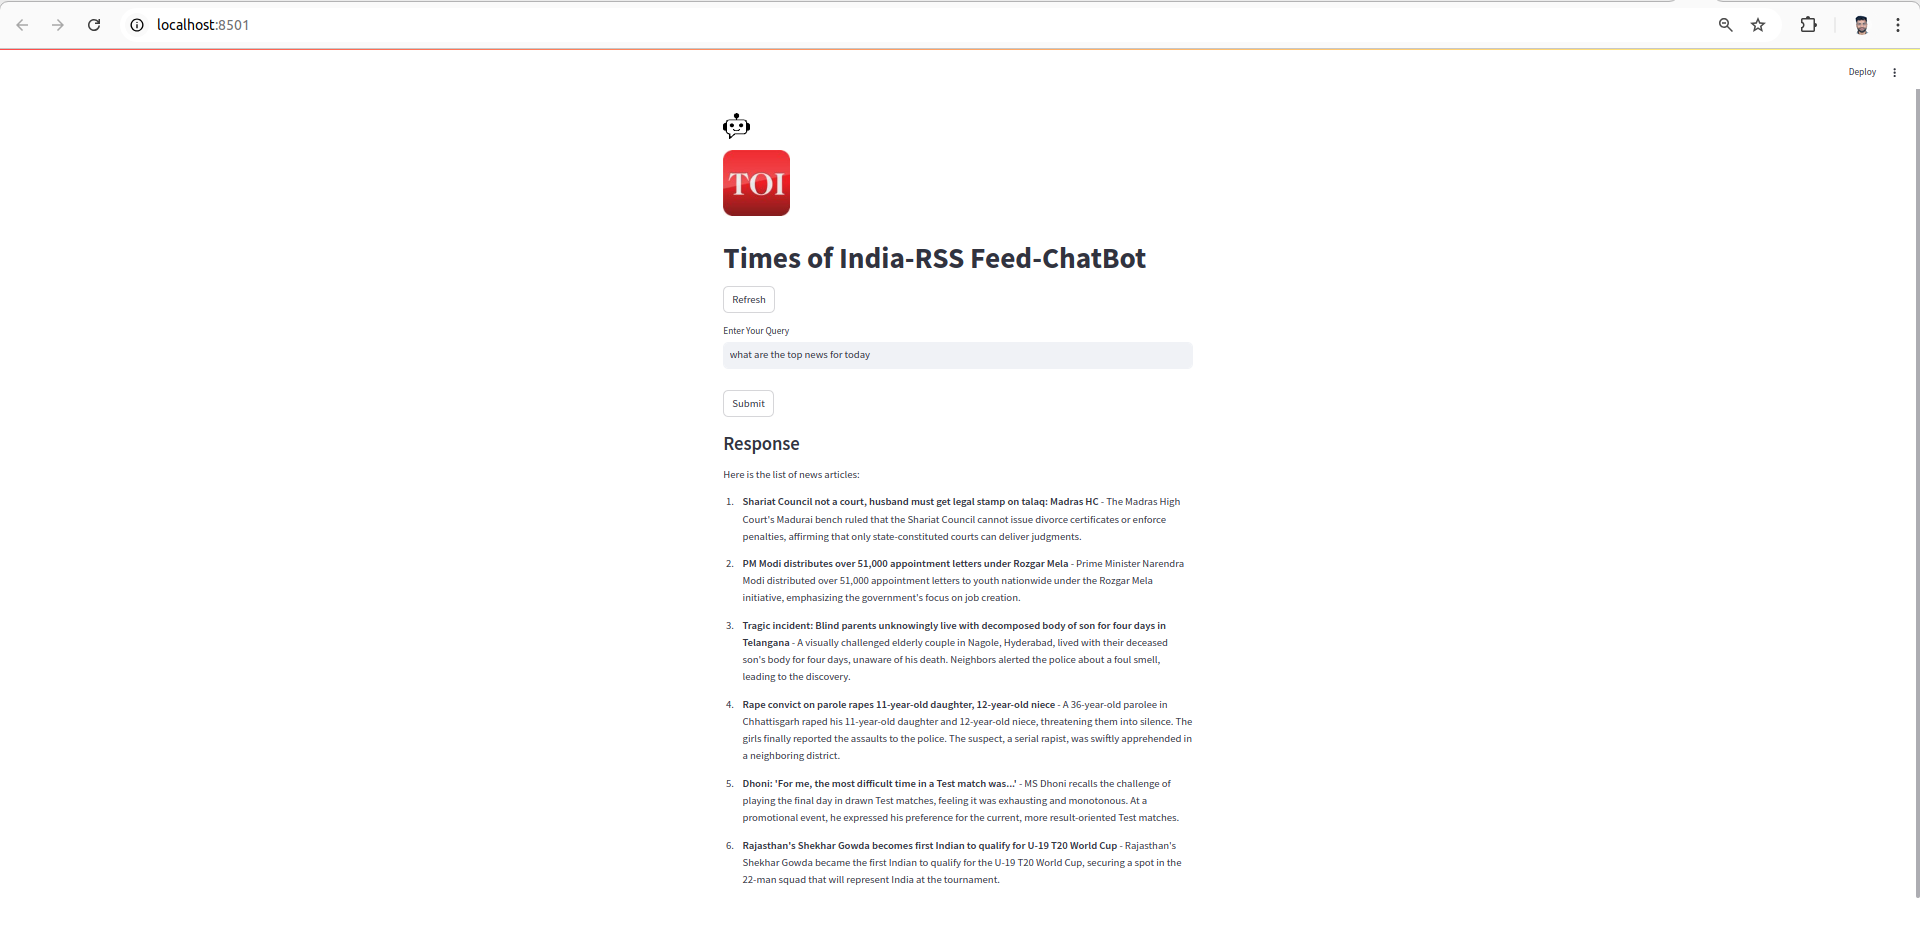 localhost:8501
Deploy
TOI
Times of India-RSS Feed-ChatBot
Refresh
Enter Your Query
what are the top news for today
Submit
Response
Here is the list of news articles:
1. Shariat Council not a court, husband must get legal stamp on talaq: Madras HC - The Madras High
Court's Madurai bench ruled that the Shariat Council cannot issue divorce certificates or enforce
penalties, affirming that only state-constituted courts can deliver judgments.
2. PM Modi distributes over 51,000 appointment letters under Rozgar Mela - Prime Minister Narendra
Modi distributed over 51,000 appointment letters to youth nationwide under the Rozgar Mela
initiative, emphasizing the government's focus on job creation.
3. Tragic incident: Blind parents unknowingly live with decomposed body of son for four days in
Telangana - A visually challenged elderly couple in Nagole, Hyderabad, lived with their deceased
son's body for four days, unaware of his death. Neighbors alerted the police about a foul smell,
leading to the discovery.
4. Rape convict on parole rapes 11-year-old daughter, 12-year-old niece - A 36-year-old parolee in
Chhattisgarh raped his 11-year-old daughter and 12-year-old niece, threatening them into silence. The
girls finally reported the assaults to the police. The suspect, a serial rapist, was swiftly apprehended in
a neighboring district.
5. Dhoni: 'For me, the most difficult time in a Test match was...' - MS Dhoni recalls the challenge of
playing the final day in drawn Test matches, feeling it was exhausting and monotonous. At a
promotional event, he expressed his preference for the current, more result-oriented Test matches.
6. Rajasthan's Shekhar Gowda becomes first Indian to qualify for U-19 T20 World Cup - Rajasthan's
Shekhar Gowda became the first Indian to qualify for the U-19 T20 World Cup, securing a spot in the
22-man squad that will represent India at the tournament.